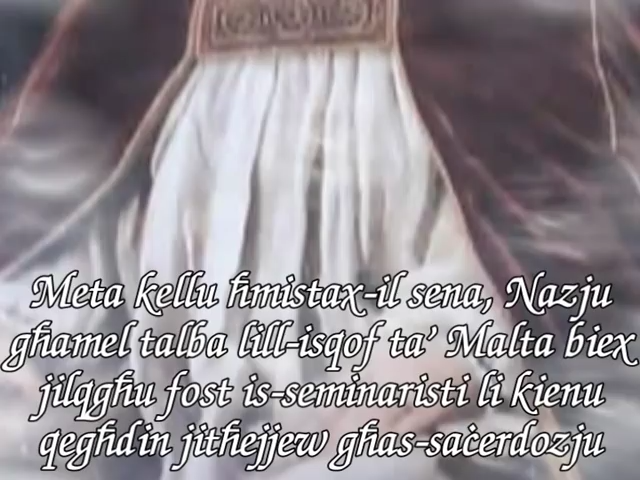 Meta kellu ħmistax-il sena, Nazju
għamel talba lill-isqof ta' Malta biex
jilqgħu fost is-seminaristi li kienu
qegħdin jitħejjew għas-saċerdozju